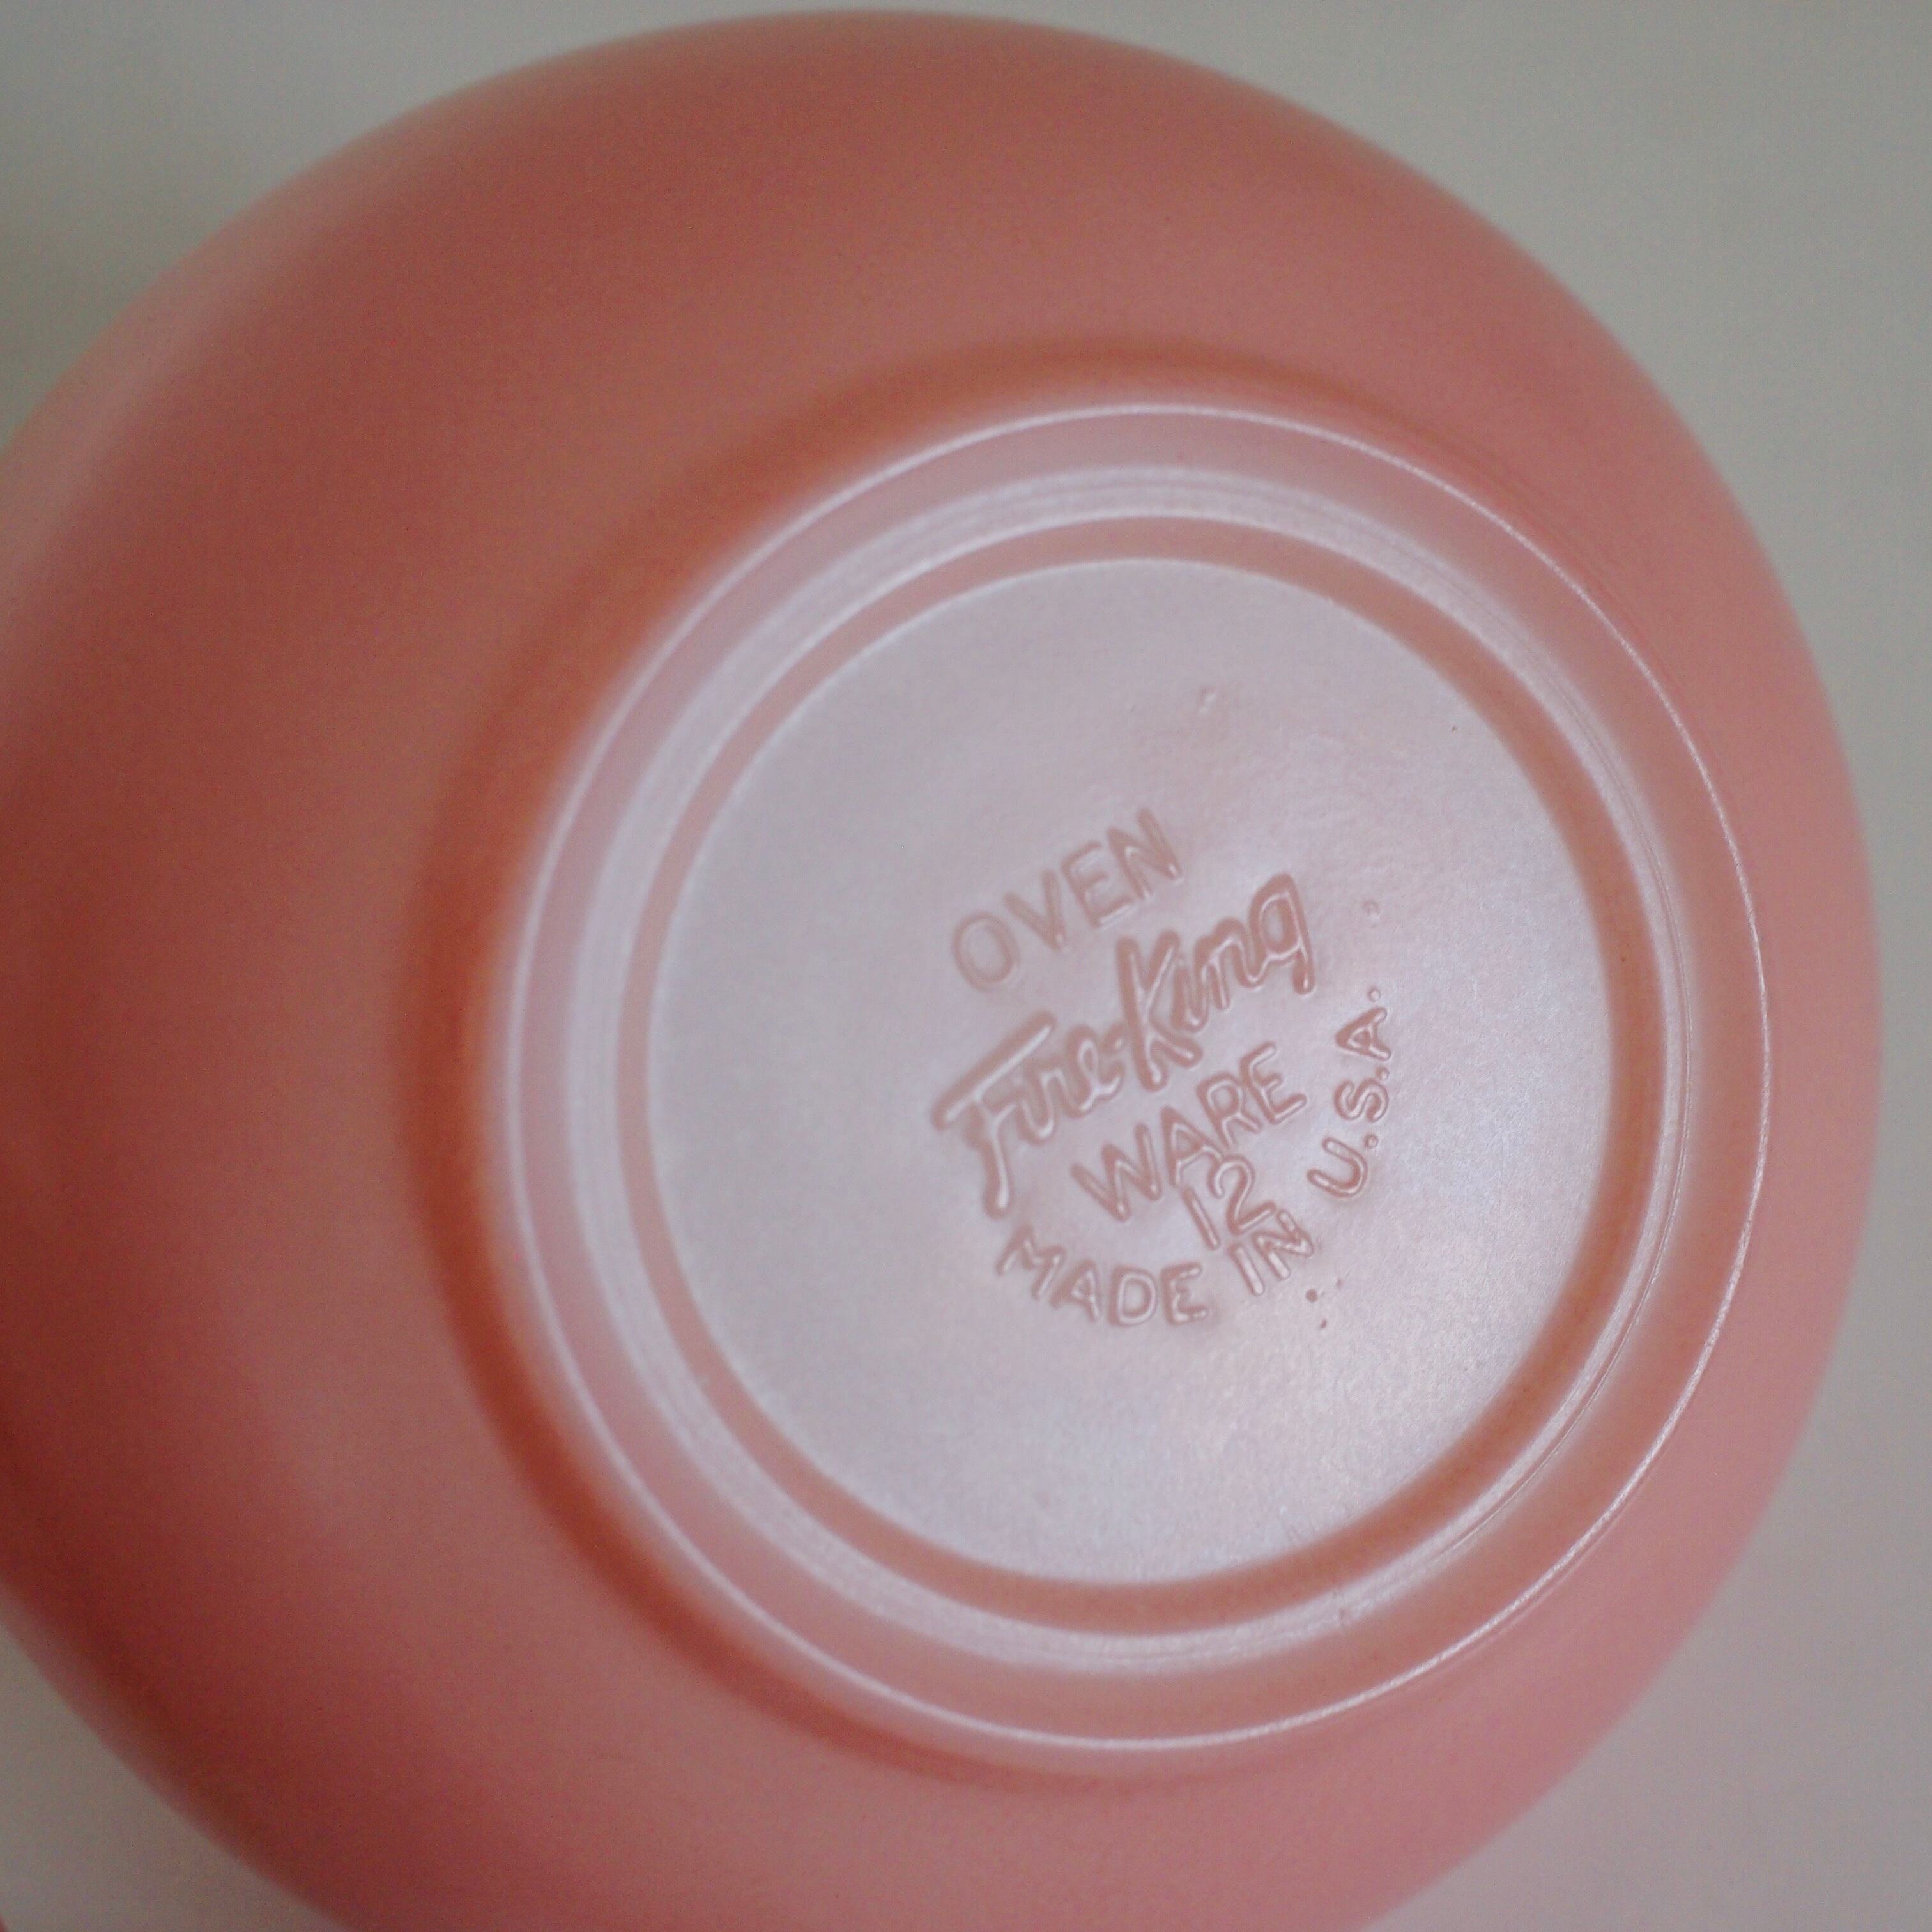 OVEN
Fire-King
WARE
12
MADE IN U.S.A.